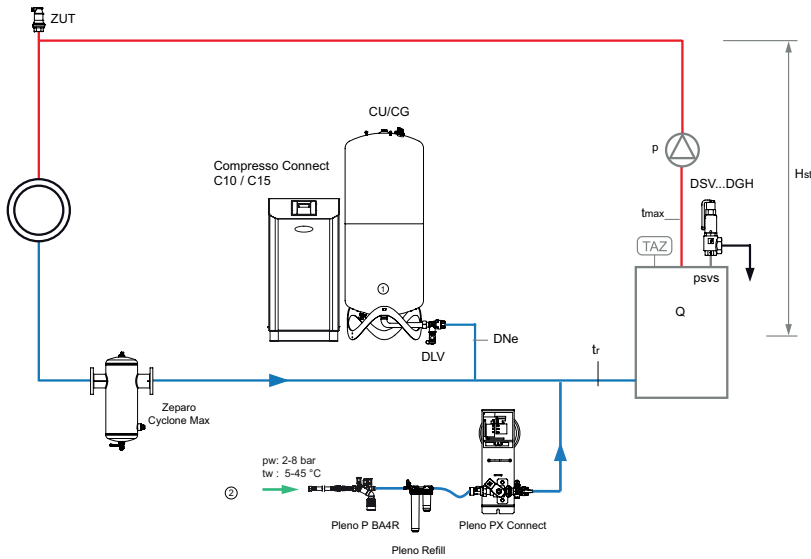 ZUT
CU/CG
Compresso Connect
C10 / C15
p
DSV...DGH
Hst
tmax
TAZ
psvs
Q
1
DLV
DNe
tr
Zeparo
Cyclone Max
pw: 2-8 bar
tw : 5-45 °C
2
Pleno P BA4R
Pleno Refill
Pleno PX Connect